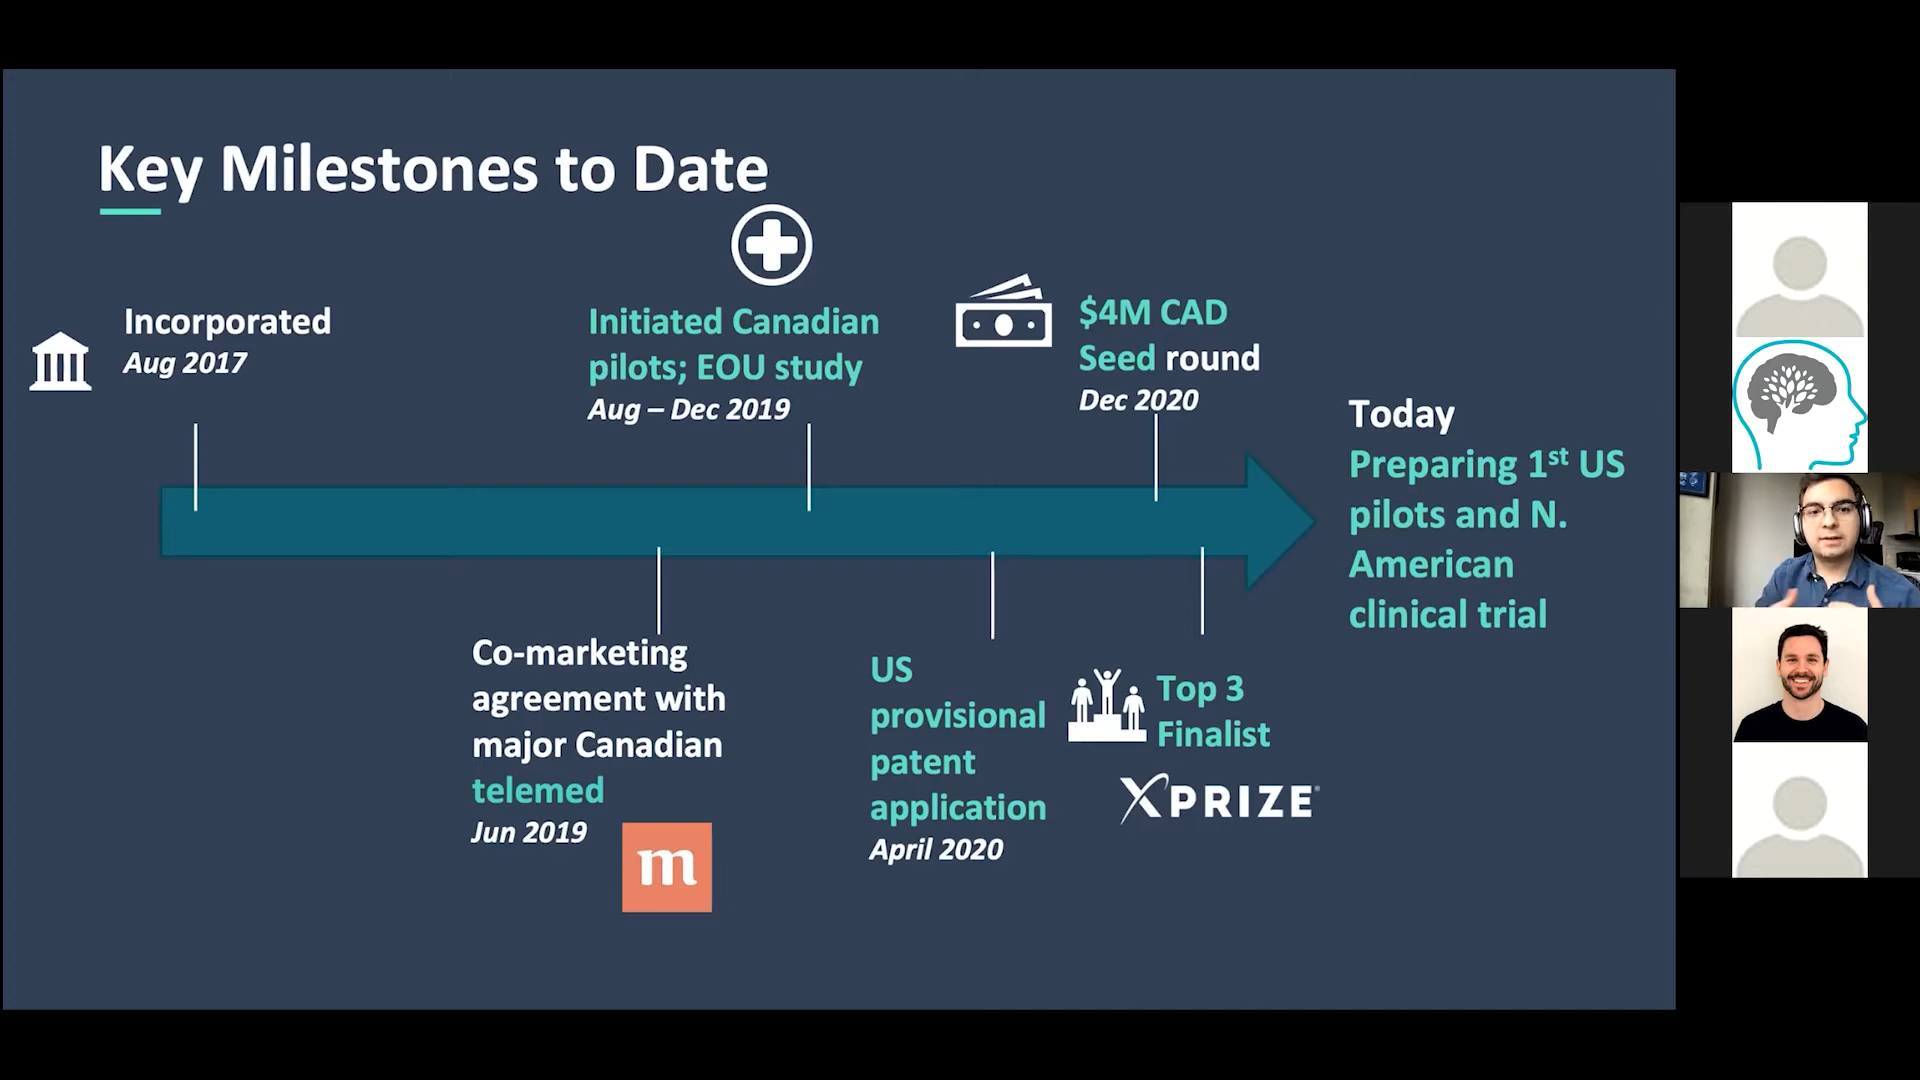 Key Milestones to Date
Incorporated
Aug 2017
Initiated Canadian
pilots; EOU study
Aug – Dec 2019
$4M CAD
Seed round
Dec 2020
Today
Preparing 1st US
pilots and N.
American
clinical trial
Co-marketing
agreement with
major Canadian
telemed
Jun 2019
m
US
provisional
patent
application
April 2020
Top 3
Finalist
XPRIZE